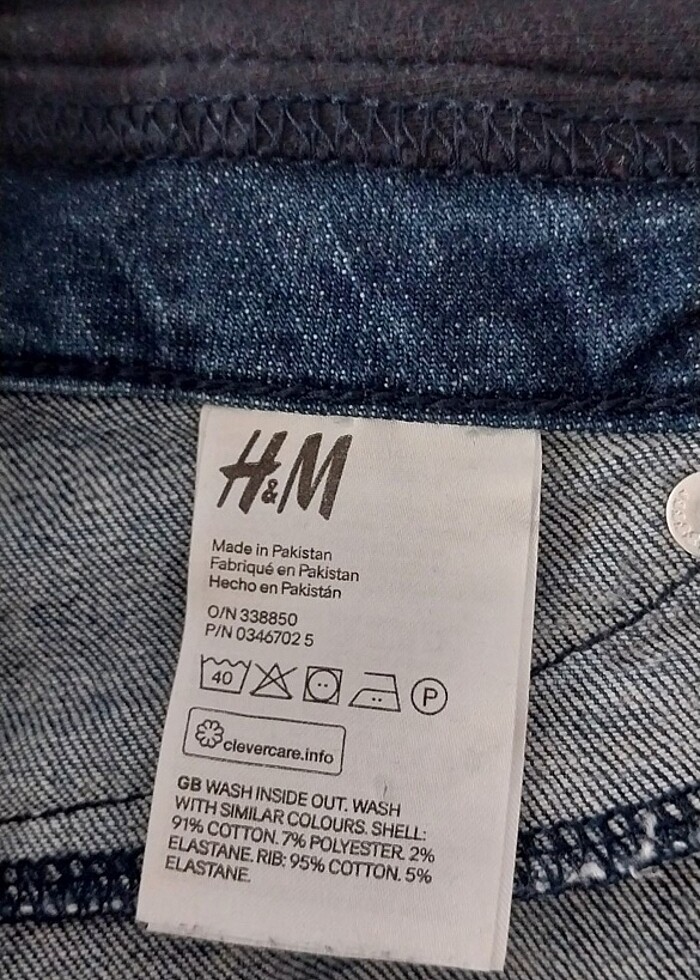 H&M
Made in Pakistan
Fabriqué en Pakistan
Hecho en Pakistán
O/N 338850
P/N 0346702 5
40 P
clevercare.info
GB WASH INSIDE OUT. WASH
WITH SIMILAR COLOURS. SHELL:
91% COTTON. 7% POLYESTER. 2%
ELASTANE. RIB: 95% COTTON. 5%
ELASTANE.